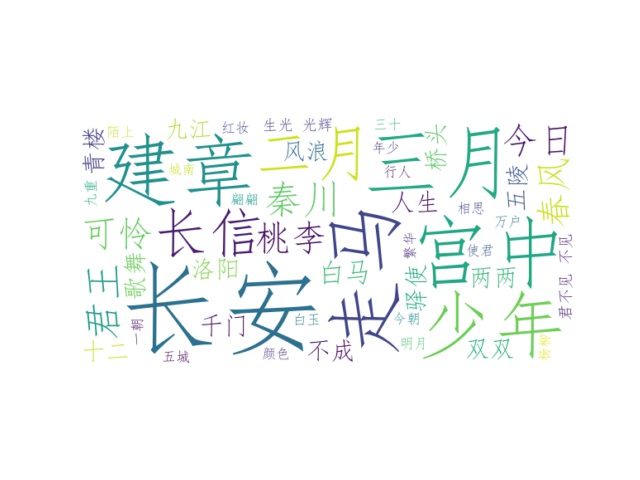 陌上
九江
红妆
生光
光辉
三十
青楼
建章
二月
三月
桥头
今日
风浪
年少
行人
城南
九重
翩翩
秦川
五陵
春风
人生
相思
万户
可怜
长信
桃李
走马
宫中
繁华
使君
不见
君王
歌舞
洛阳
白马
驿使
两两
君不见
长安
少年
十二
一朝
千门
白玉
今朝
五城
颜色
不成
明月
双双
杨柳